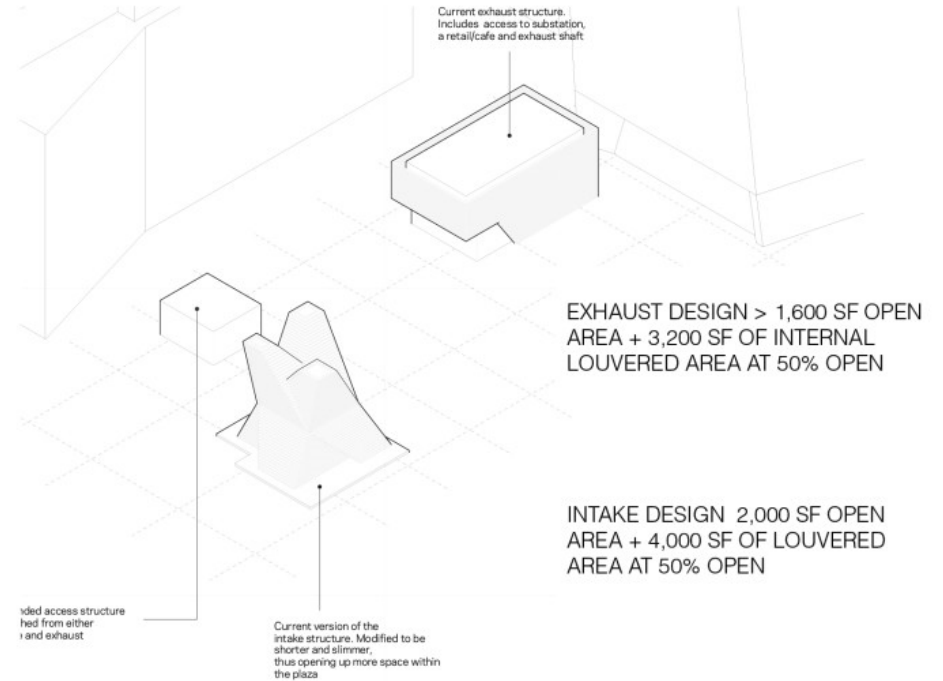 Current exhaust structure.
Includes access to substation,
a retail/cafe and exhaust shaft
EXHAUST DESIGN > 1,600 SF OPEN
AREA + 3,200 SF OF INTERNAL
LOUVERED AREA AT 50% OPEN
INTAKE DESIGN 2,000 SF OPEN
AREA + 4,000 SF OF LOUVERED
AREA AT 50% OPEN
access structure
from either
and exhaust
Current version of the
intake structure. Modified to be
shorter and slimmer,
thus opening up more space within
the plaza